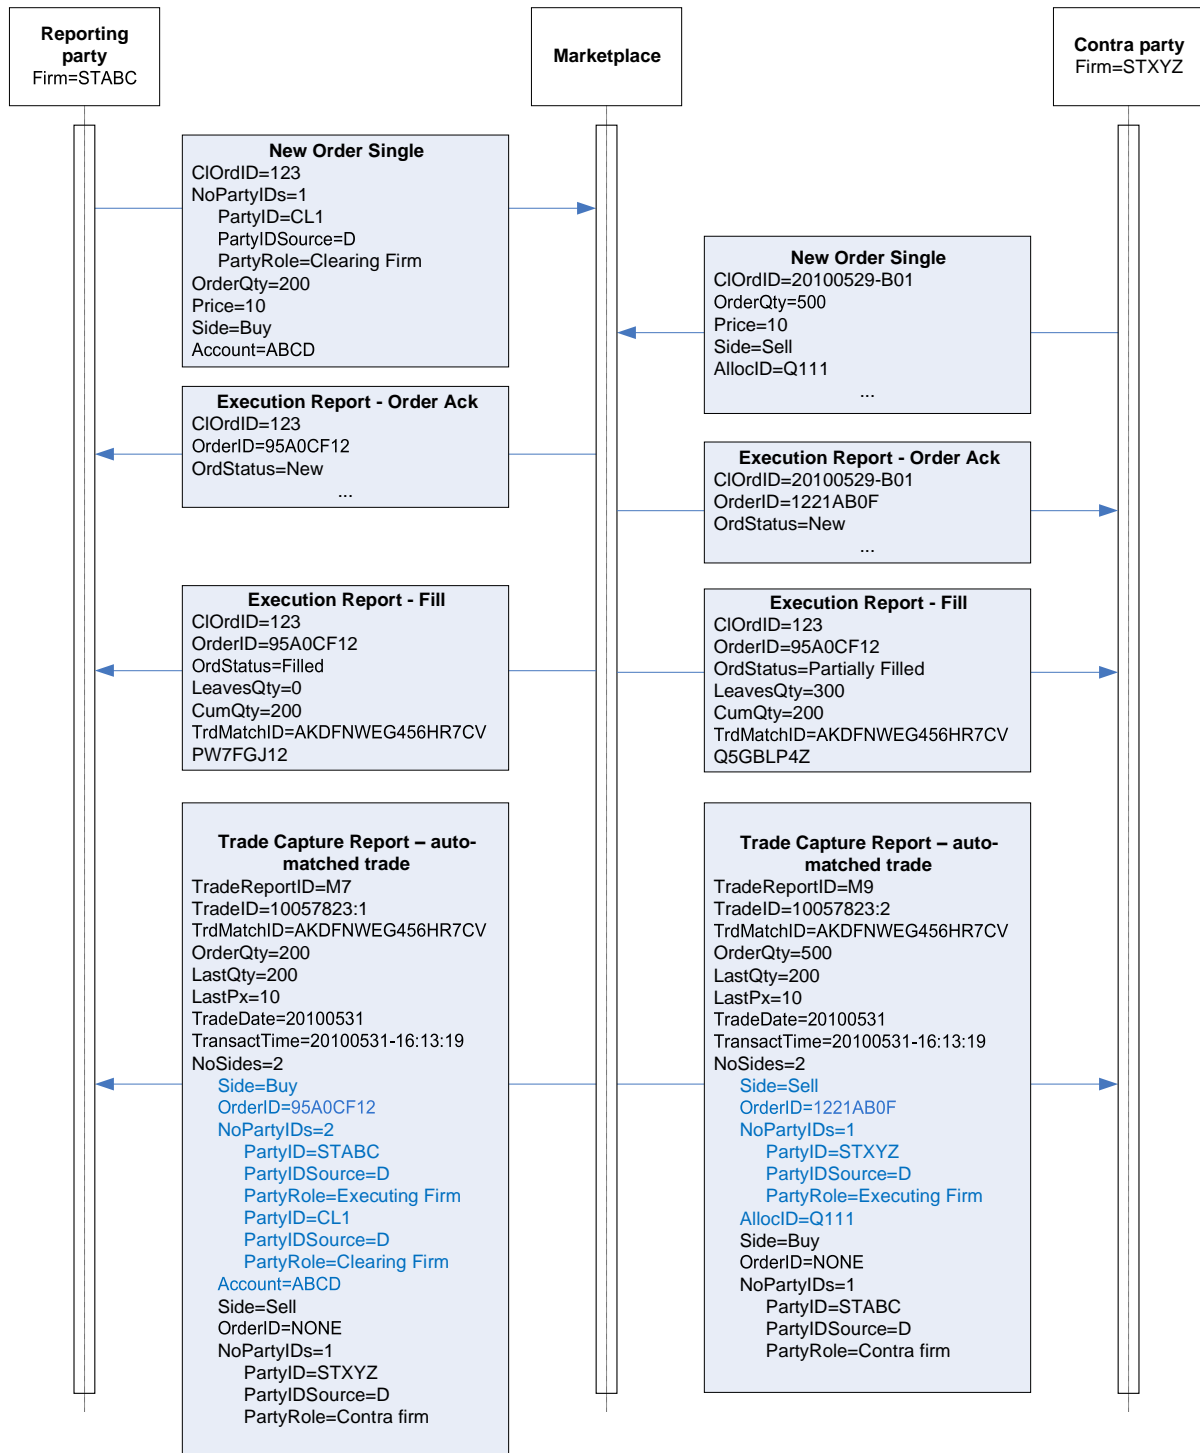 Reporting
party
Firm=STABC
Marketplace
Contra party
Firm=STXYZ
New Order Single
ClOrdID=123
NoPartyIDs=1
PartyID=CL1
PartyIDSource=D
PartyRole=Clearing Firm
OrderQty=200
Price=10
Side=Buy
Account=ABCD
New Order Single
ClOrdID=20100529-B01
OrderQty=500
Price=10
Side=Sell
AllocID=Q111
...
Execution Report - Order Ack
ClOrdID=123
OrderID=95A0CF12
OrdStatus=New
...
Execution Report - Order Ack
ClOrdID=20100529-B01
OrderID=1221AB0F
OrdStatus=New
...
Execution Report - Fill
ClOrdID=123
OrderID=95A0CF12
OrdStatus=Filled
LeavesQty=0
CumQty=200
TrdMatchID=AKDFNWEG456HR7CV
PW7FGJ12
Execution Report - Fill
ClOrdID=123
OrderID=95A0CF12
OrdStatus=Partially Filled
LeavesQty=300
CumQty=200
TrdMatchID=AKDFNWEG456HR7CV
Q5GBLP4Z
Trade Capture Report – auto-
matched trade
TradeReportID=M7
TradeID=10057823:1
TrdMatchID=AKDFNWEG456HR7CV
OrderQty=200
LastQty=200
LastPx=10
TradeDate=20100531
TransactTime=20100531-16:13:19
NoSides=2
Side=Buy
OrderID=95A0CF12
NoPartyIDs=2
PartyID=STABC
PartyIDSource=D
PartyRole=Executing Firm
PartyID=CL1
PartyIDSource=D
PartyRole=Clearing Firm
Account=ABCD
Side=Sell
OrderID=NONE
NoPartyIDs=1
PartyID=STXYZ
PartyIDSource=D
PartyRole=Contra firm
Trade Capture Report – auto-
matched trade
TradeReportID=M9
TradeID=10057823:2
TrdMatchID=AKDFNWEG456HR7CV
OrderQty=500
LastQty=200
LastPx=10
TradeDate=20100531
TransactTime=20100531-16:13:19
NoSides=2
Side=Sell
OrderID=1221AB0F
NoPartyIDs=1
PartyID=STXYZ
PartyIDSource=D
PartyRole=Executing Firm
AllocID=Q111
Side=Buy
OrderID=NONE
NoPartyIDs=1
PartyID=STABC
PartyIDSource=D
PartyRole=Contra firm